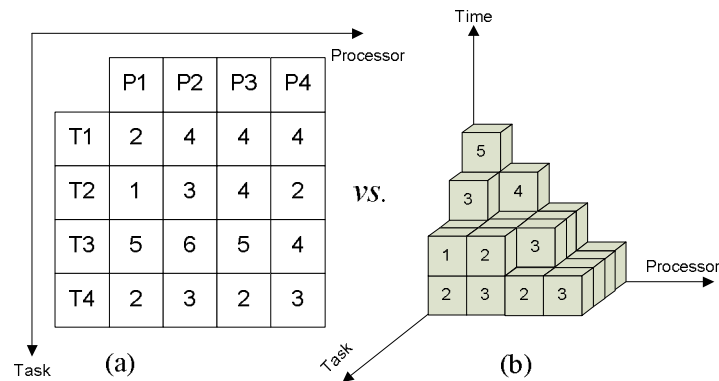 Time
Processor
P1 P2 P3 P4
T1 2 4 4 4
T2 1 3 4 2
T3 5 6 5 4
T4 2 3 2 3
Task
(a)
vs.
5
3 4
1 2 3
2 3 2 3
Processor
Task
(b)